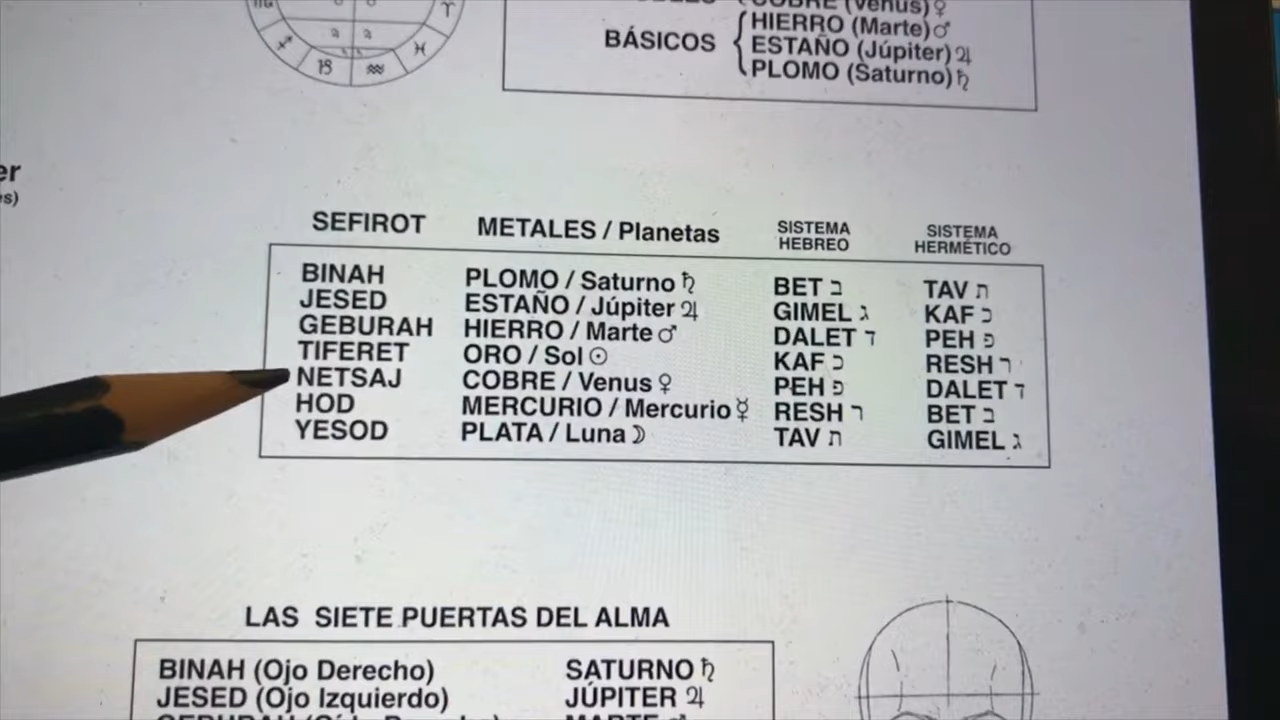 COBRE (Venus)♀
HIERRO (Marte)♂
BÁSICOS
ESTAÑO (Júpiter)♃
PLOMO (Saturno)♄
SEFIROT METALES / Planetas SISTEMA HEBREO SISTEMA HERMÉTICO
BINAH PLOMO / Saturno ♄ BET ב TAV ת
JESED ESTAÑO / Júpiter ♃ GIMEL ג KAF כ
GEBURAH HIERRO / Marte ♂ DALET ד PEH פ
TIFERET ORO / Sol ☉ KAF כ RESH ר
NETSAJ COBRE / Venus ♀ PEH פ DALET ד
HOD MERCURIO / Mercurio ☿ RESH ר BET ב
YESOD PLATA / Luna ☽ TAV ת GIMEL ג
LAS SIETE PUERTAS DEL ALMA
BINAH (Ojo Derecho) SATURNO ♄
JESED (Ojo Izquierdo) JÚPITER ♃